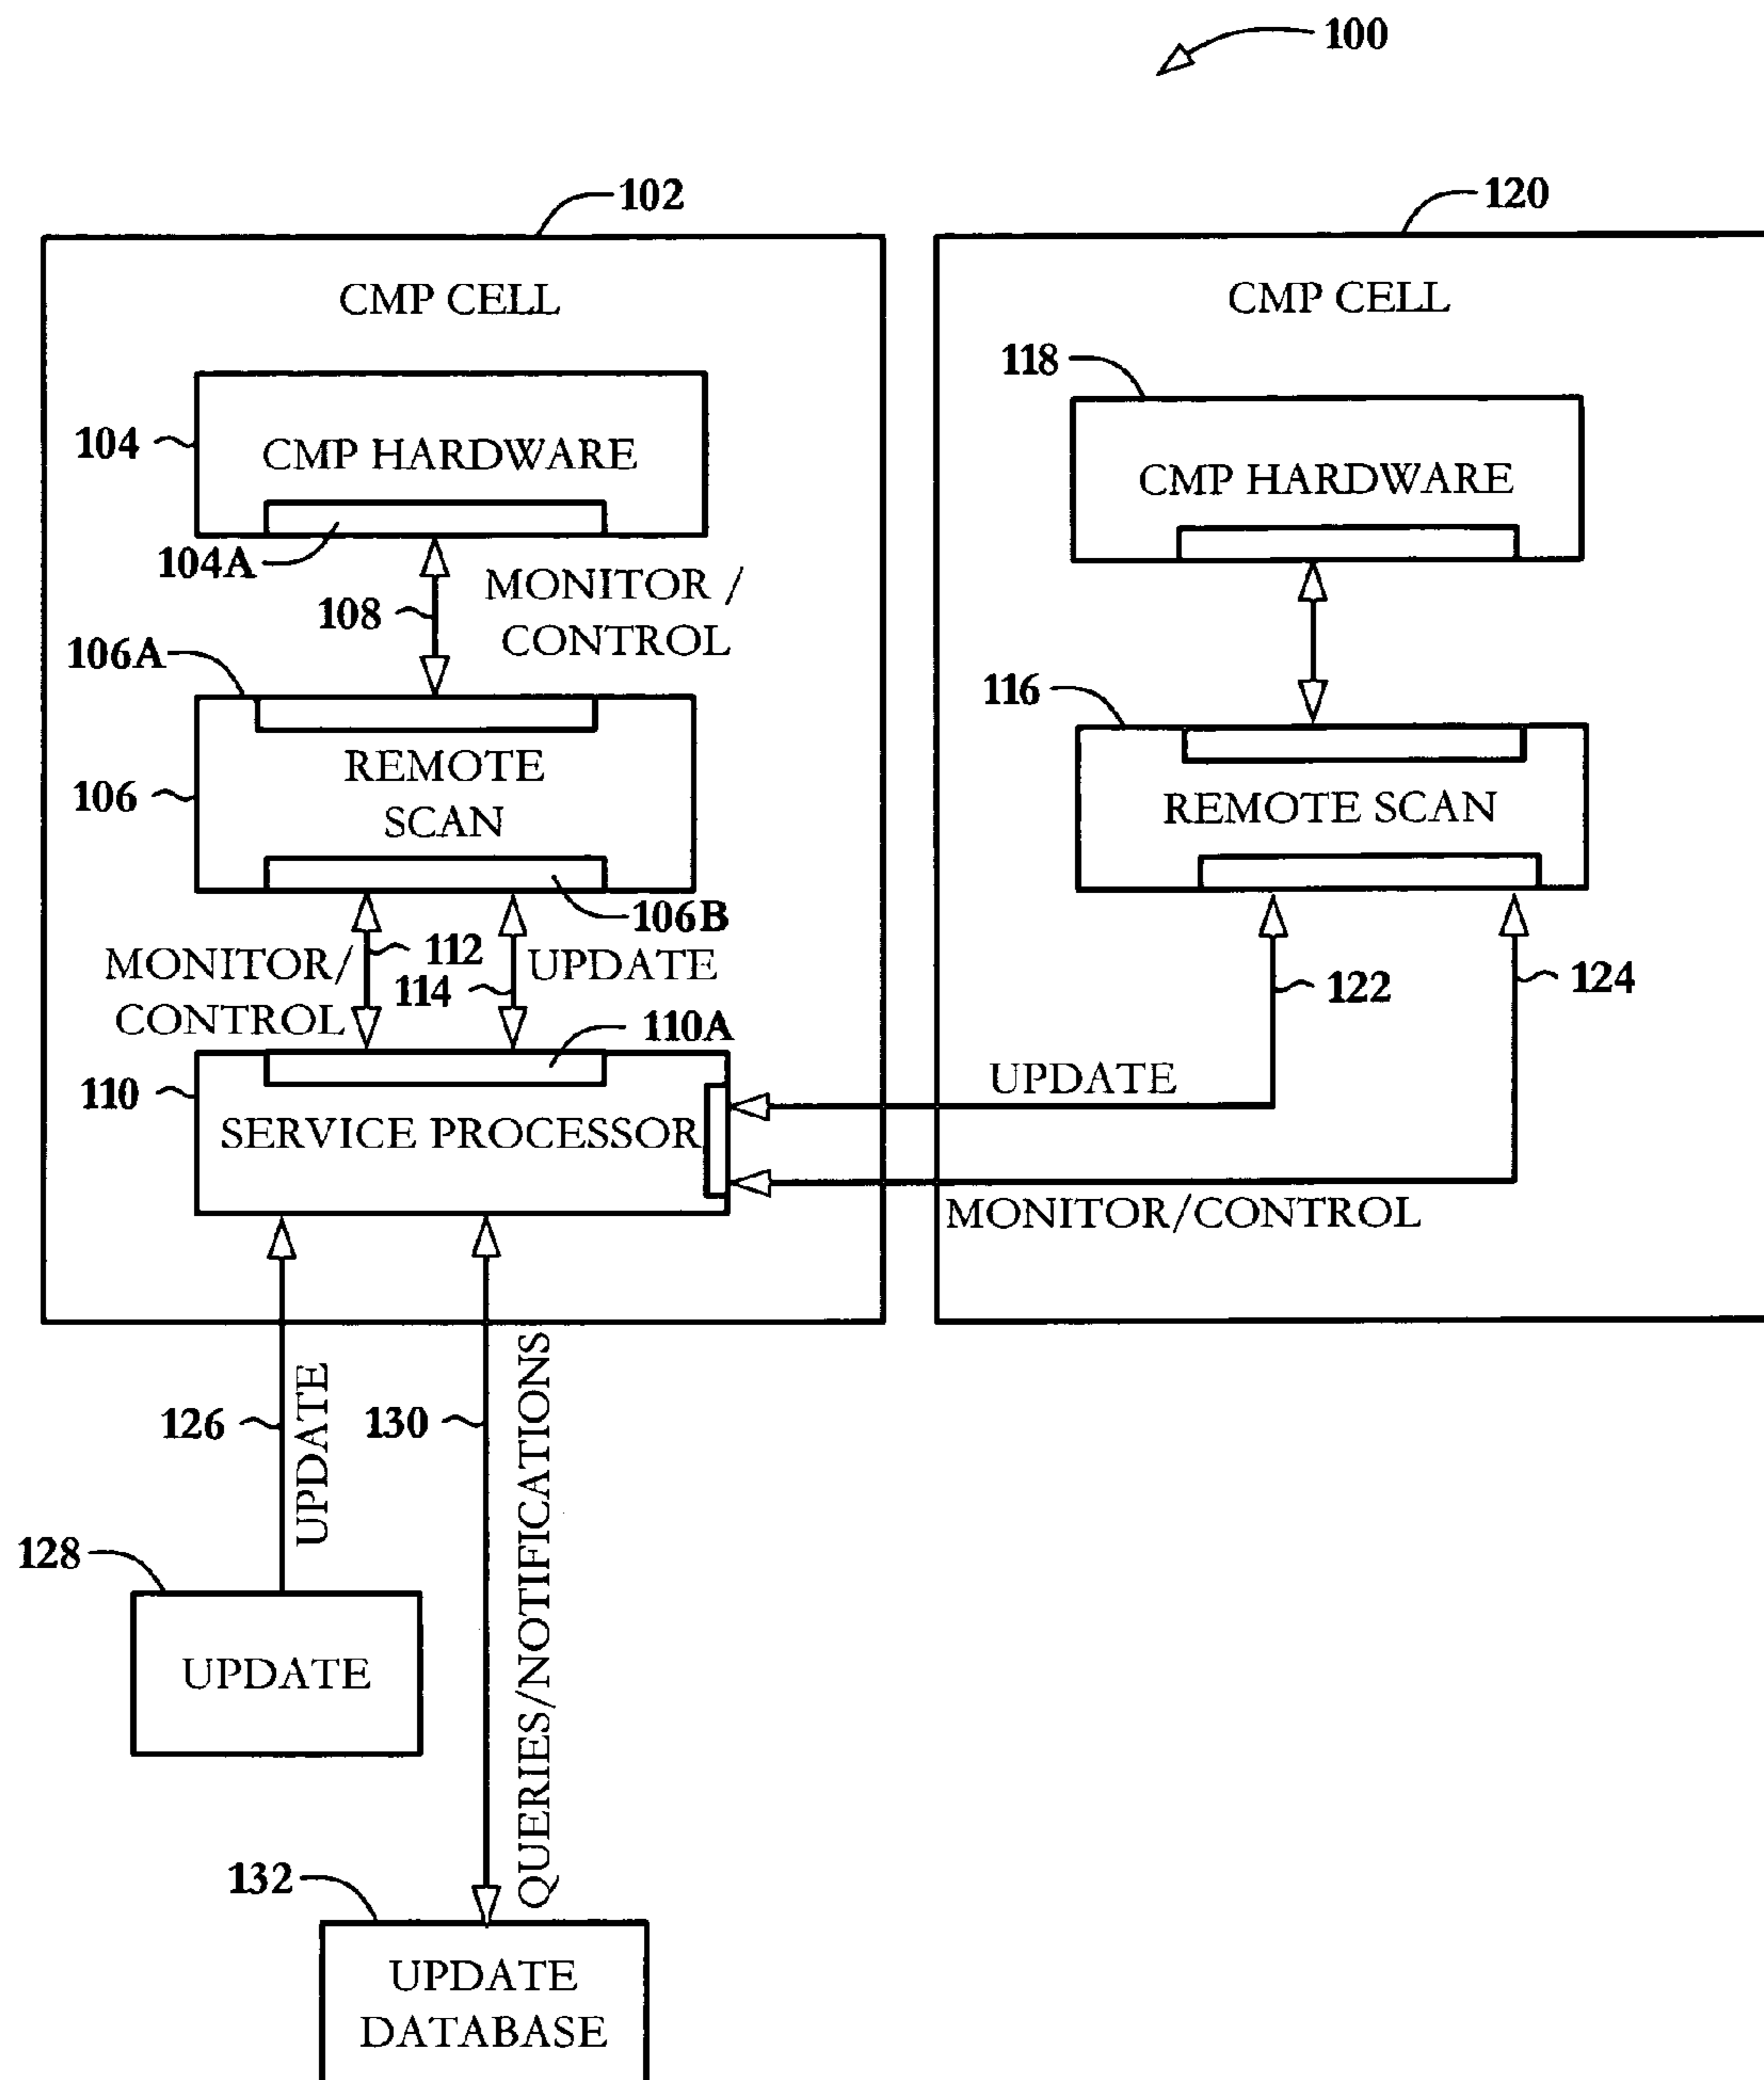 100
102
120
CMP CELL
CMP CELL
118
104
CMP HARDWARE
CMP HARDWARE
104A
MONITOR /
CONTROL
108
106A
116
REMOTE
SCAN
106
REMOTE SCAN
106B
MONITOR/
CONTROL
112
UPDATE
114
122
124
110A
110
UPDATE
SERVICE PROCESSOR
MONITOR/CONTROL
126
UPDATE
130
QUERIES/NOTIFICATIONS
128
UPDATE
132
UPDATE
DATABASE